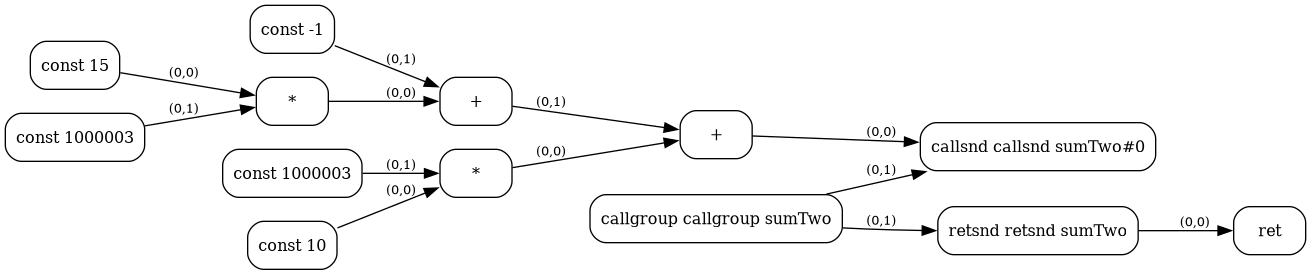 const -1
const 15
(0,1)
(0,0)
*
(0,0)
+
(0,1)
const 1000003
(0,1)
+
(0,0)
callsnd callsnd sumTwo#0
const 1000003
(0,1)
*
(0,0)
(0,0)
const 10
callgroup callgroup sumTwo
(0,1)
(0,1)
retsnd retsnd sumTwo
(0,0)
ret